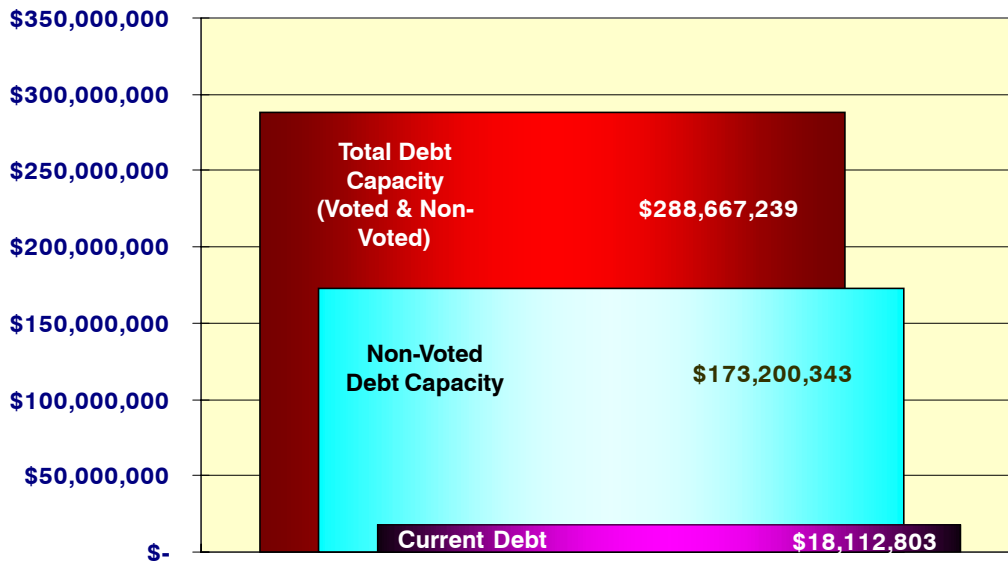 $350,000,000
$300,000,000
$250,000,000
$200,000,000
$150,000,000
$100,000,000
$50,000,000
$-
Total Debt
Capacity
(Voted & Non-
Voted)
$288,667,239
Non-Voted
Debt Capacity
$173,200,343
Current Debt
$18,112,803